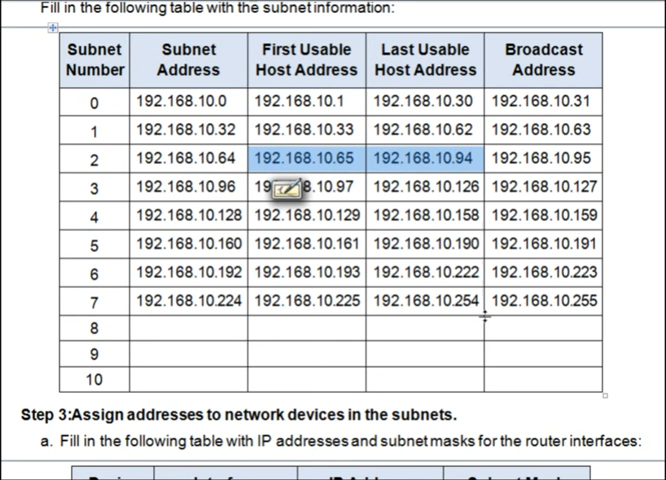 Fill in the following table with the subnet information:
Subnet Number Subnet Address First Usable Host Address Last Usable Host Address Broadcast Address
0 192.168.10.0 192.168.10.1 192.168.10.30 192.168.10.31
1 192.168.10.32 192.168.10.33 192.168.10.62 192.168.10.63
2 192.168.10.64 192.168.10.65 192.168.10.94 192.168.10.95
3 192.168.10.96 19 8.10.97 192.168.10.126 192.168.10.127
4 192.168.10.128 192.168.10.129 192.168.10.158 192.168.10.159
5 192.168.10.160 192.168.10.161 192.168.10.190 192.168.10.191
6 192.168.10.192 192.168.10.193 192.168.10.222 192.168.10.223
7 192.168.10.224 192.168.10.225 192.168.10.254 192.168.10.255
8
9
10
Step 3:Assign addresses to network devices in the subnets.
a. Fill in the following table with IP addresses and subnet masks for the router interfaces: